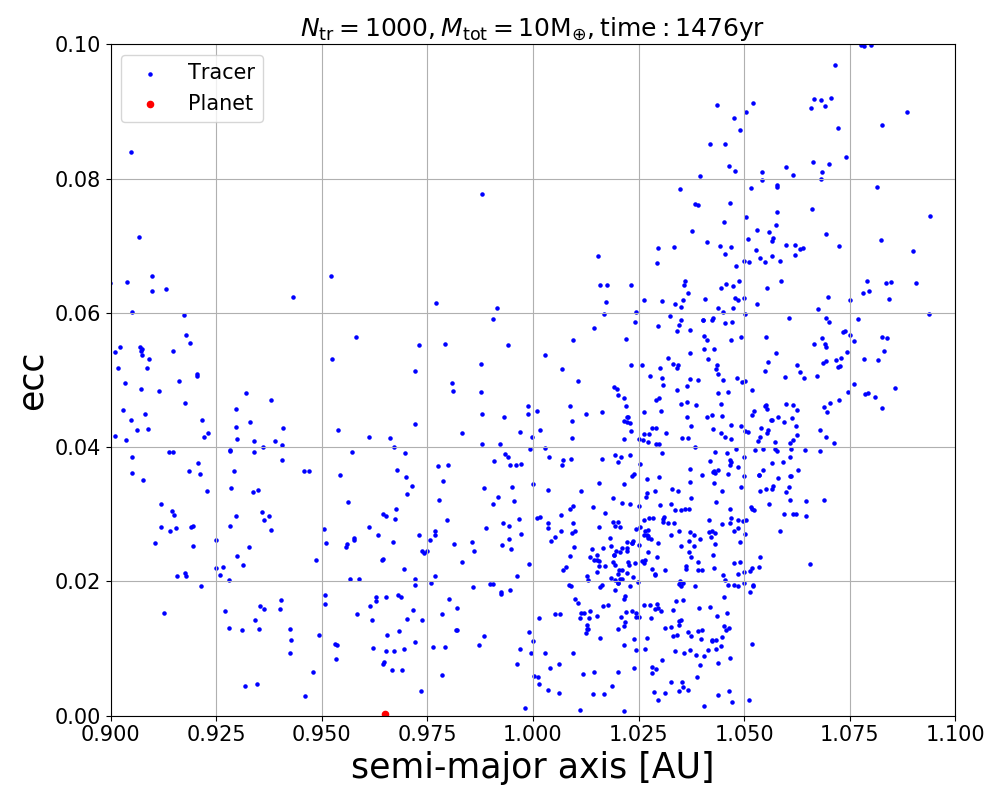 N_tr = 1000, M_tot = 10M_⊕, time : 1476yr
Tracer
Planet
0.10
0.08
0.06
0.04
0.02
0.00
ecc
0.900 0.925 0.950 0.975 1.000 1.025 1.050 1.075 1.100
semi-major axis [AU]